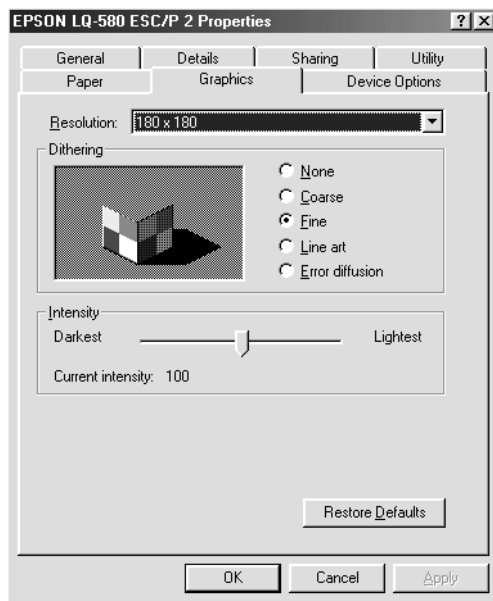 EPSON LQ-580 ESC/P 2 Properties
General Details Sharing Utility
Paper Graphics Device Options
Resolution: 180 x 180
Dithering
None
Coarse
Fine
Line art
Error diffusion
Intensity
Darkest Lightest
Current intensity: 100
Restore Defaults
OK Cancel Apply